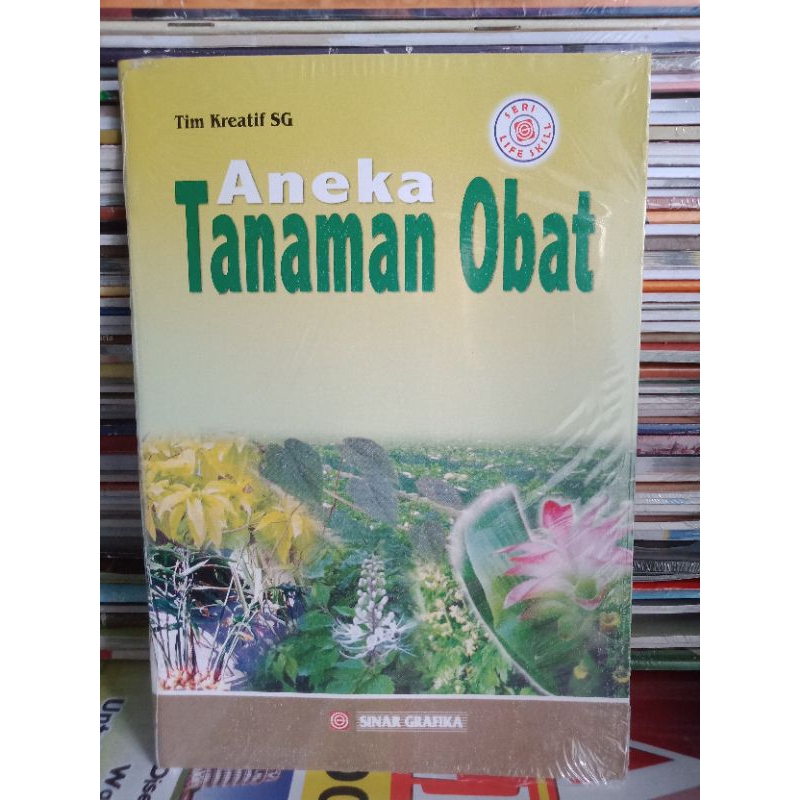 Tim Kreatif SG
SERI
LIFE SKILL
Aneka
Tanaman Obat
SINAR GRAFIKA